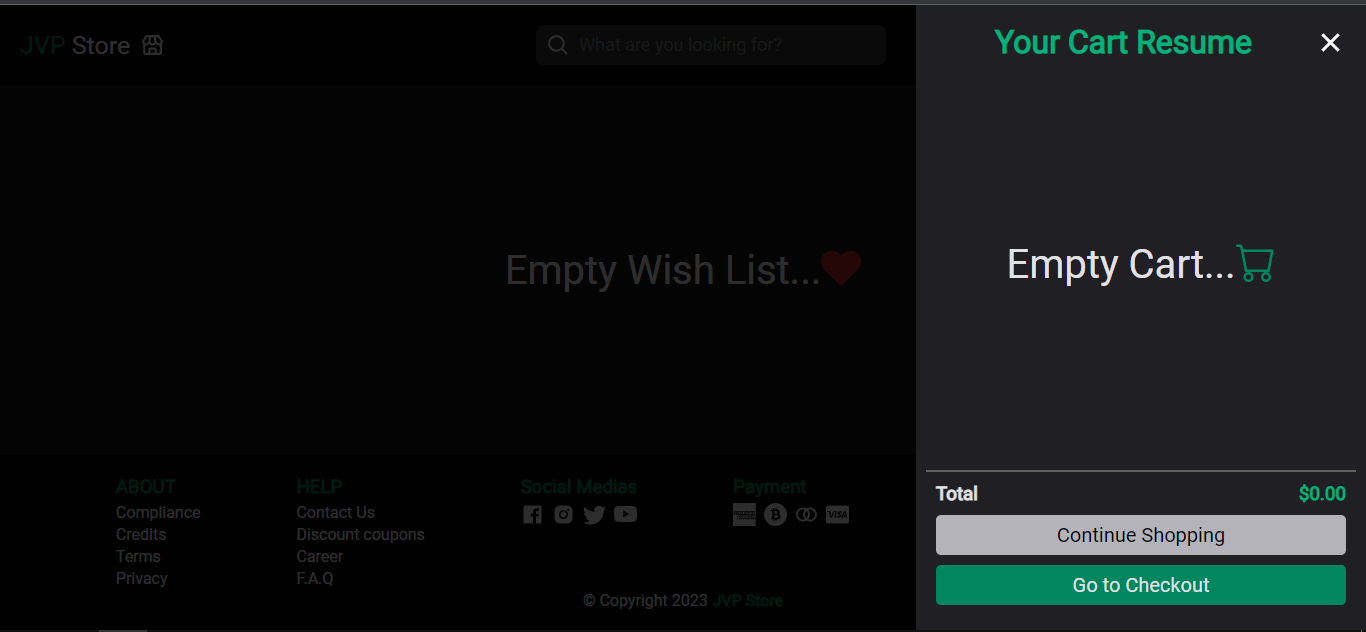 JVP Store
What are you looking for?
Empty Wish List...
ABOUT
Compliance
Credits
Terms
Privacy
HELP
Contact Us
Discount coupons
Career
F.A.Q
Social Medias
Payment
VISA
© Copyright 2023 JVP Store
Your Cart Resume
Empty Cart...
Total $0.00
Continue Shopping
Go to Checkout